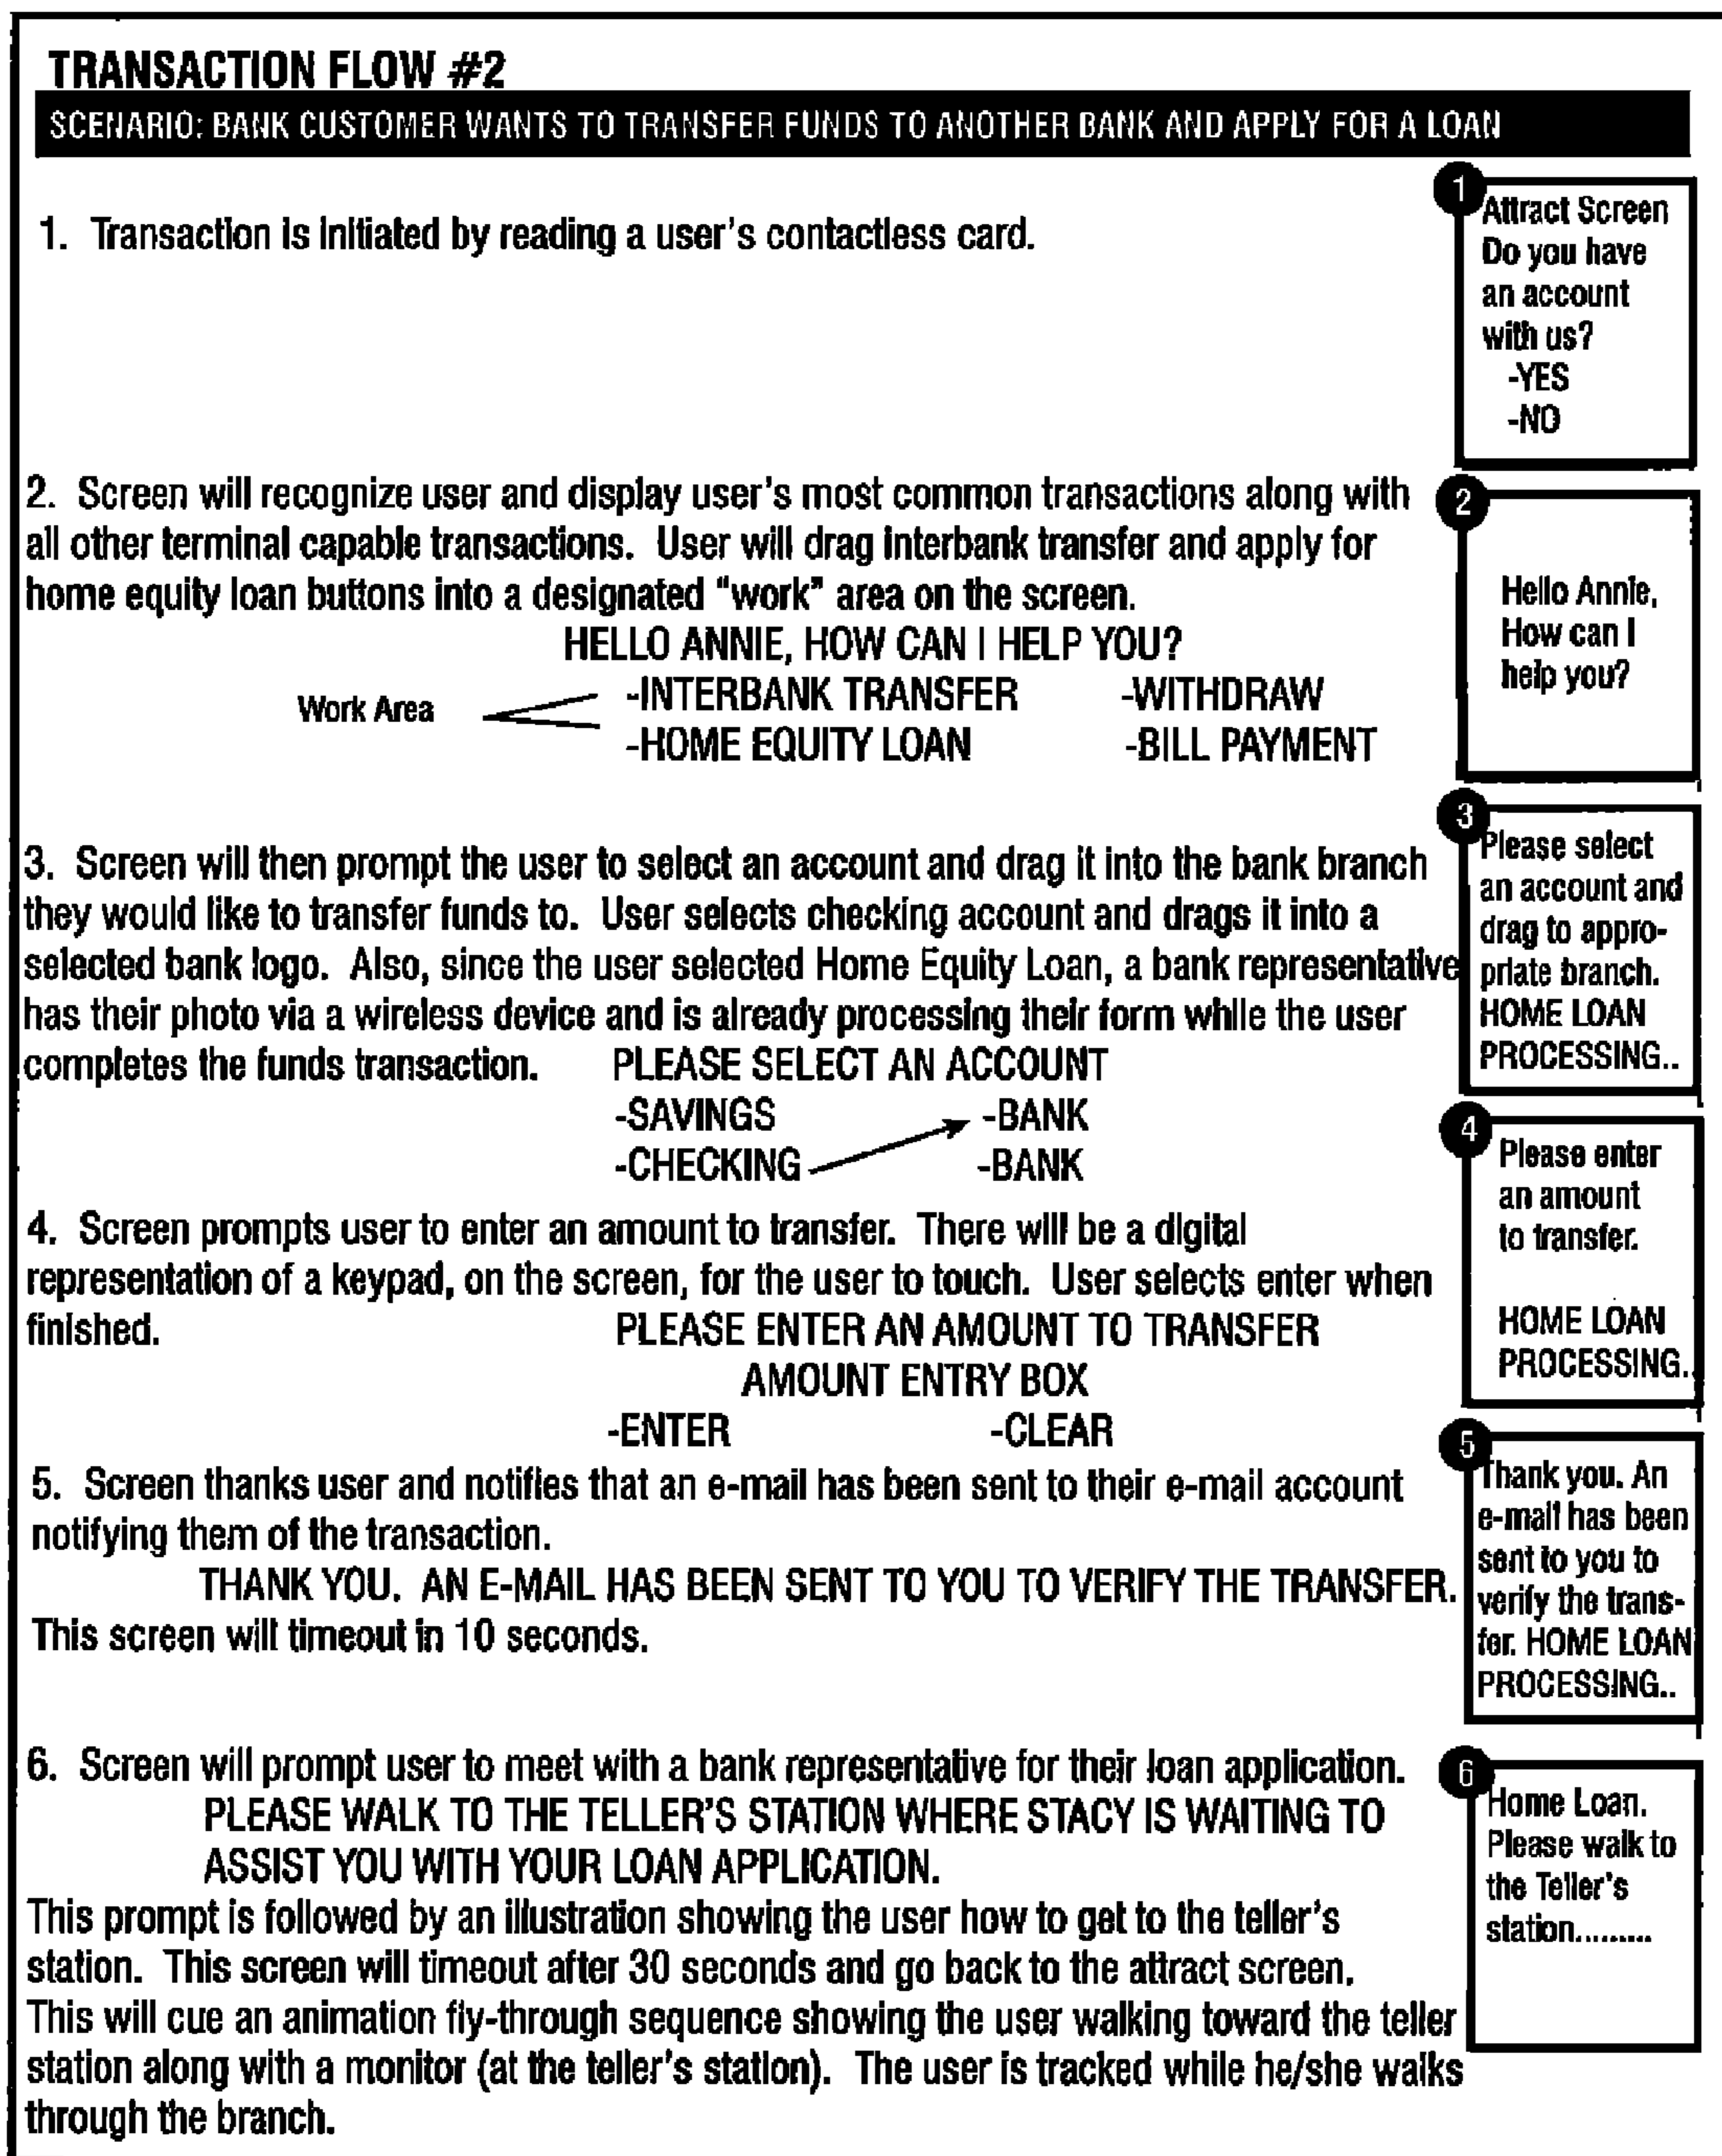 TRANSACTION FLOW #2
SCENARIO: BANK CUSTOMER WANTS TO TRANSFER FUNDS TO ANOTHER BANK AND APPLY FOR A LOAN
1. Transaction is initiated by reading a user's contactless card.
1
Attract Screen
Do you have
an account
with us?
-YES
-NO
2. Screen will recognize user and display user's most common transactions along with
all other terminal capable transactions. User will drag interbank transfer and apply for
home equity loan buttons into a designated "work" area on the screen.
HELLO ANNIE, HOW CAN I HELP YOU?
Work Area -INTERBANK TRANSFER -WITHDRAW
-HOME EQUITY LOAN -BILL PAYMENT
2
Hello Annie,
How can I
help you?
3. Screen will then prompt the user to select an account and drag it into the bank branch
they would like to transfer funds to. User selects checking account and drags it into a
selected bank logo. Also, since the user selected Home Equity Loan, a bank representative
has their photo via a wireless device and is already processing their form while the user
completes the funds transaction. PLEASE SELECT AN ACCOUNT
-SAVINGS -BANK
-CHECKING -BANK
3
Please select
an account and
drag to appro-
priate branch.
HOME LOAN
PROCESSING..
4. Screen prompts user to enter an amount to transfer. There will be a digital
representation of a keypad, on the screen, for the user to touch. User selects enter when
finished. PLEASE ENTER AN AMOUNT TO TRANSFER
AMOUNT ENTRY BOX
-ENTER -CLEAR
4
Please enter
an amount
to transfer.
HOME LOAN
PROCESSING..
5. Screen thanks user and notifies that an e-mail has been sent to their e-mail account
notifying them of the transaction.
THANK YOU. AN E-MAIL HAS BEEN SENT TO YOU TO VERIFY THE TRANSFER.
This screen will timeout in 10 seconds.
5
Thank you. An
e-mail has been
sent to you to
verify the trans-
fer. HOME LOAN
PROCESSING..
6. Screen will prompt user to meet with a bank representative for their loan application.
PLEASE WALK TO THE TELLER'S STATION WHERE STACY IS WAITING TO
ASSIST YOU WITH YOUR LOAN APPLICATION.
This prompt is followed by an illustration showing the user how to get to the teller's
station. This screen will timeout after 30 seconds and go back to the attract screen.
This will cue an animation fly-through sequence showing the user walking toward the teller
station along with a monitor (at the teller's station). The user is tracked while he/she walks
through the branch.
6
Home Loan.
Please walk to
the Teller's
station.........